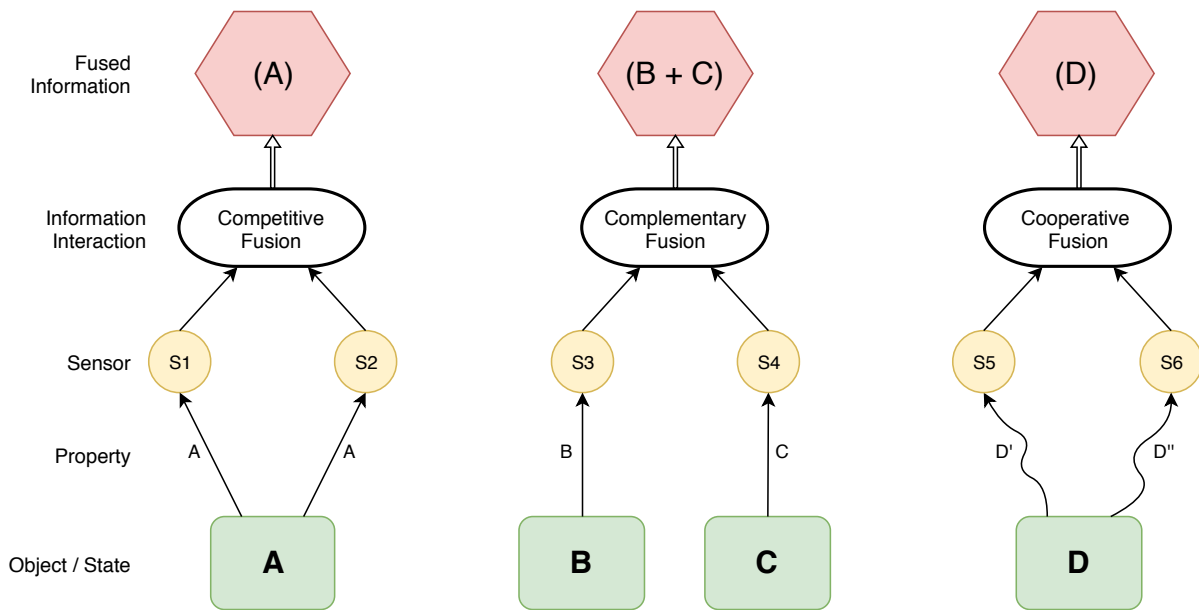 Fused
Information
(A)
(B + C)
(D)
Information
Interaction
Competitive
Fusion
Complementary
Fusion
Cooperative
Fusion
Sensor
S1
S2
S3
S4
S5
S6
Property
A
A
B
C
D'
D''
Object / State
A
B
C
D